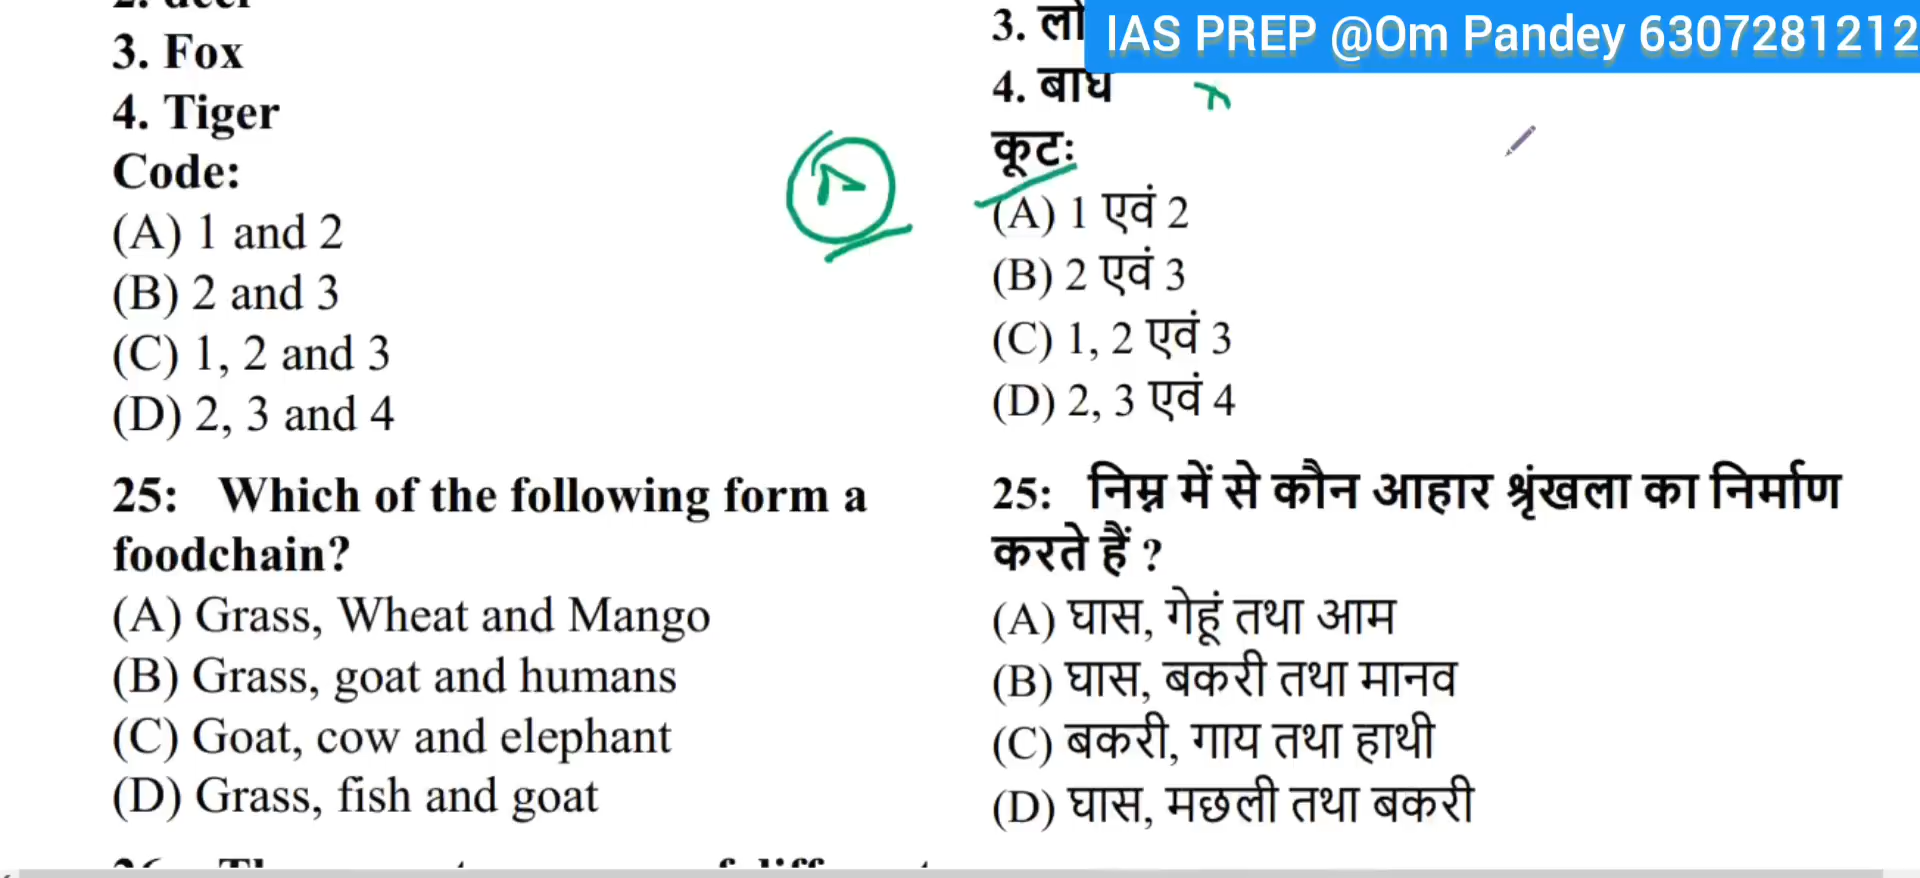 2. deer
3. Fox
4. Tiger
Code:
(A) 1 and 2
(B) 2 and 3
(C) 1, 2 and 3
(D) 2, 3 and 4
25: Which of the following form a
foodchain?
(A) Grass, Wheat and Mango
(B) Grass, goat and humans
(C) Goat, cow and elephant
(D) Grass, fish and goat
IAS PREP @Om Pandey 6307281212
3. लो
4. बाघ
कूटः
(A) 1 एवं 2
(B) 2 एवं 3
(C) 1, 2 एवं 3
(D) 2, 3 एवं 4
25: निम्न में से कौन आहार श्रृंखला का निर्माण
करते हैं ?
(A) घास, गेहूं तथा आम
(B) घास, बकरी तथा मानव
(C) बकरी, गाय तथा हाथी
(D) घास, मछली तथा बकरी